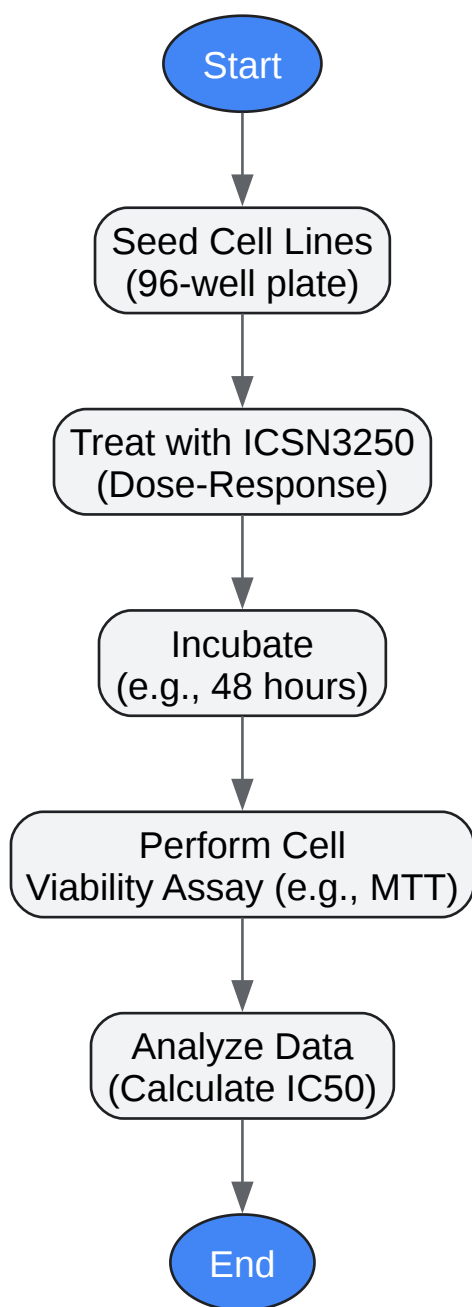 Start
Seed Cell Lines
(96-well plate)
Treat with ICSN3250
(Dose-Response)
Incubate
(e.g., 48 hours)
Perform Cell
Viability Assay (e.g., MTT)
Analyze Data
(Calculate IC50)
End